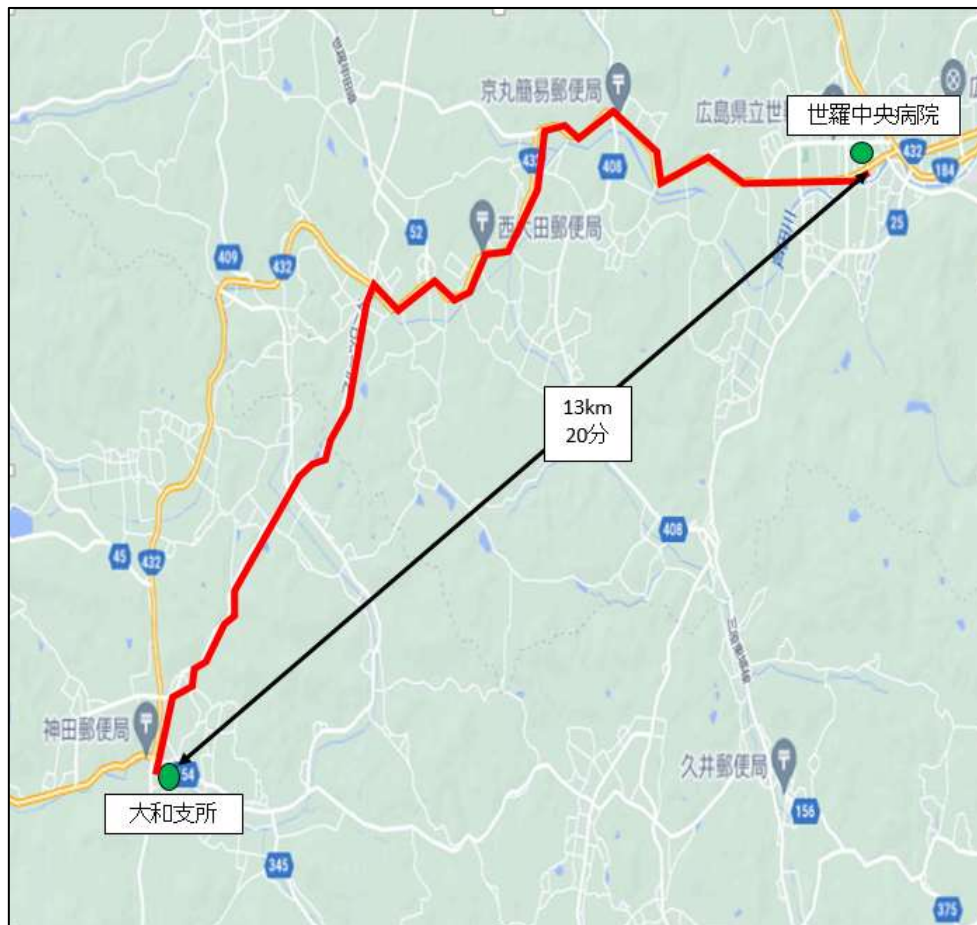 京丸簡易郵便局
広島県立世
世羅中央病院
432
432
408
184
西大田郵便局
25
52
409
432
13km
20分
408
45
432
神田郵便局
久井郵便局
54
大和支所
156
345
375